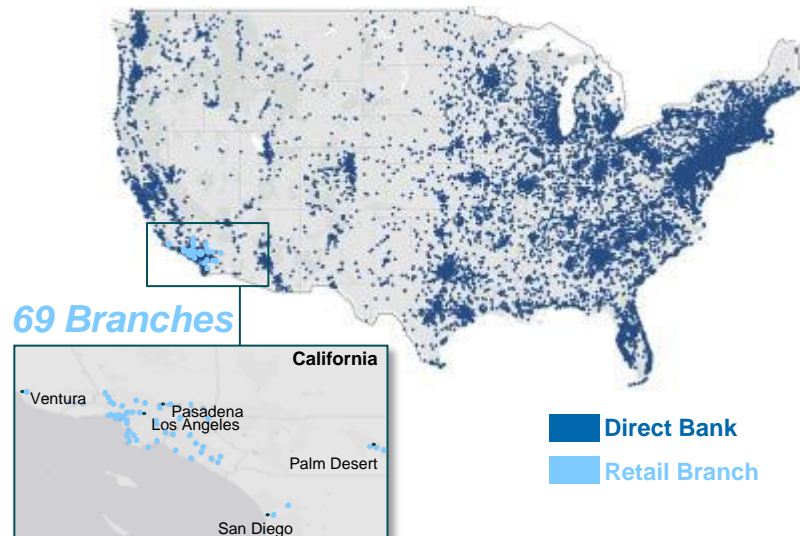 69 Branches
California
Ventura
Pasadena
Los Angeles
Palm Desert
San Diego
Direct Bank
Retail Branch